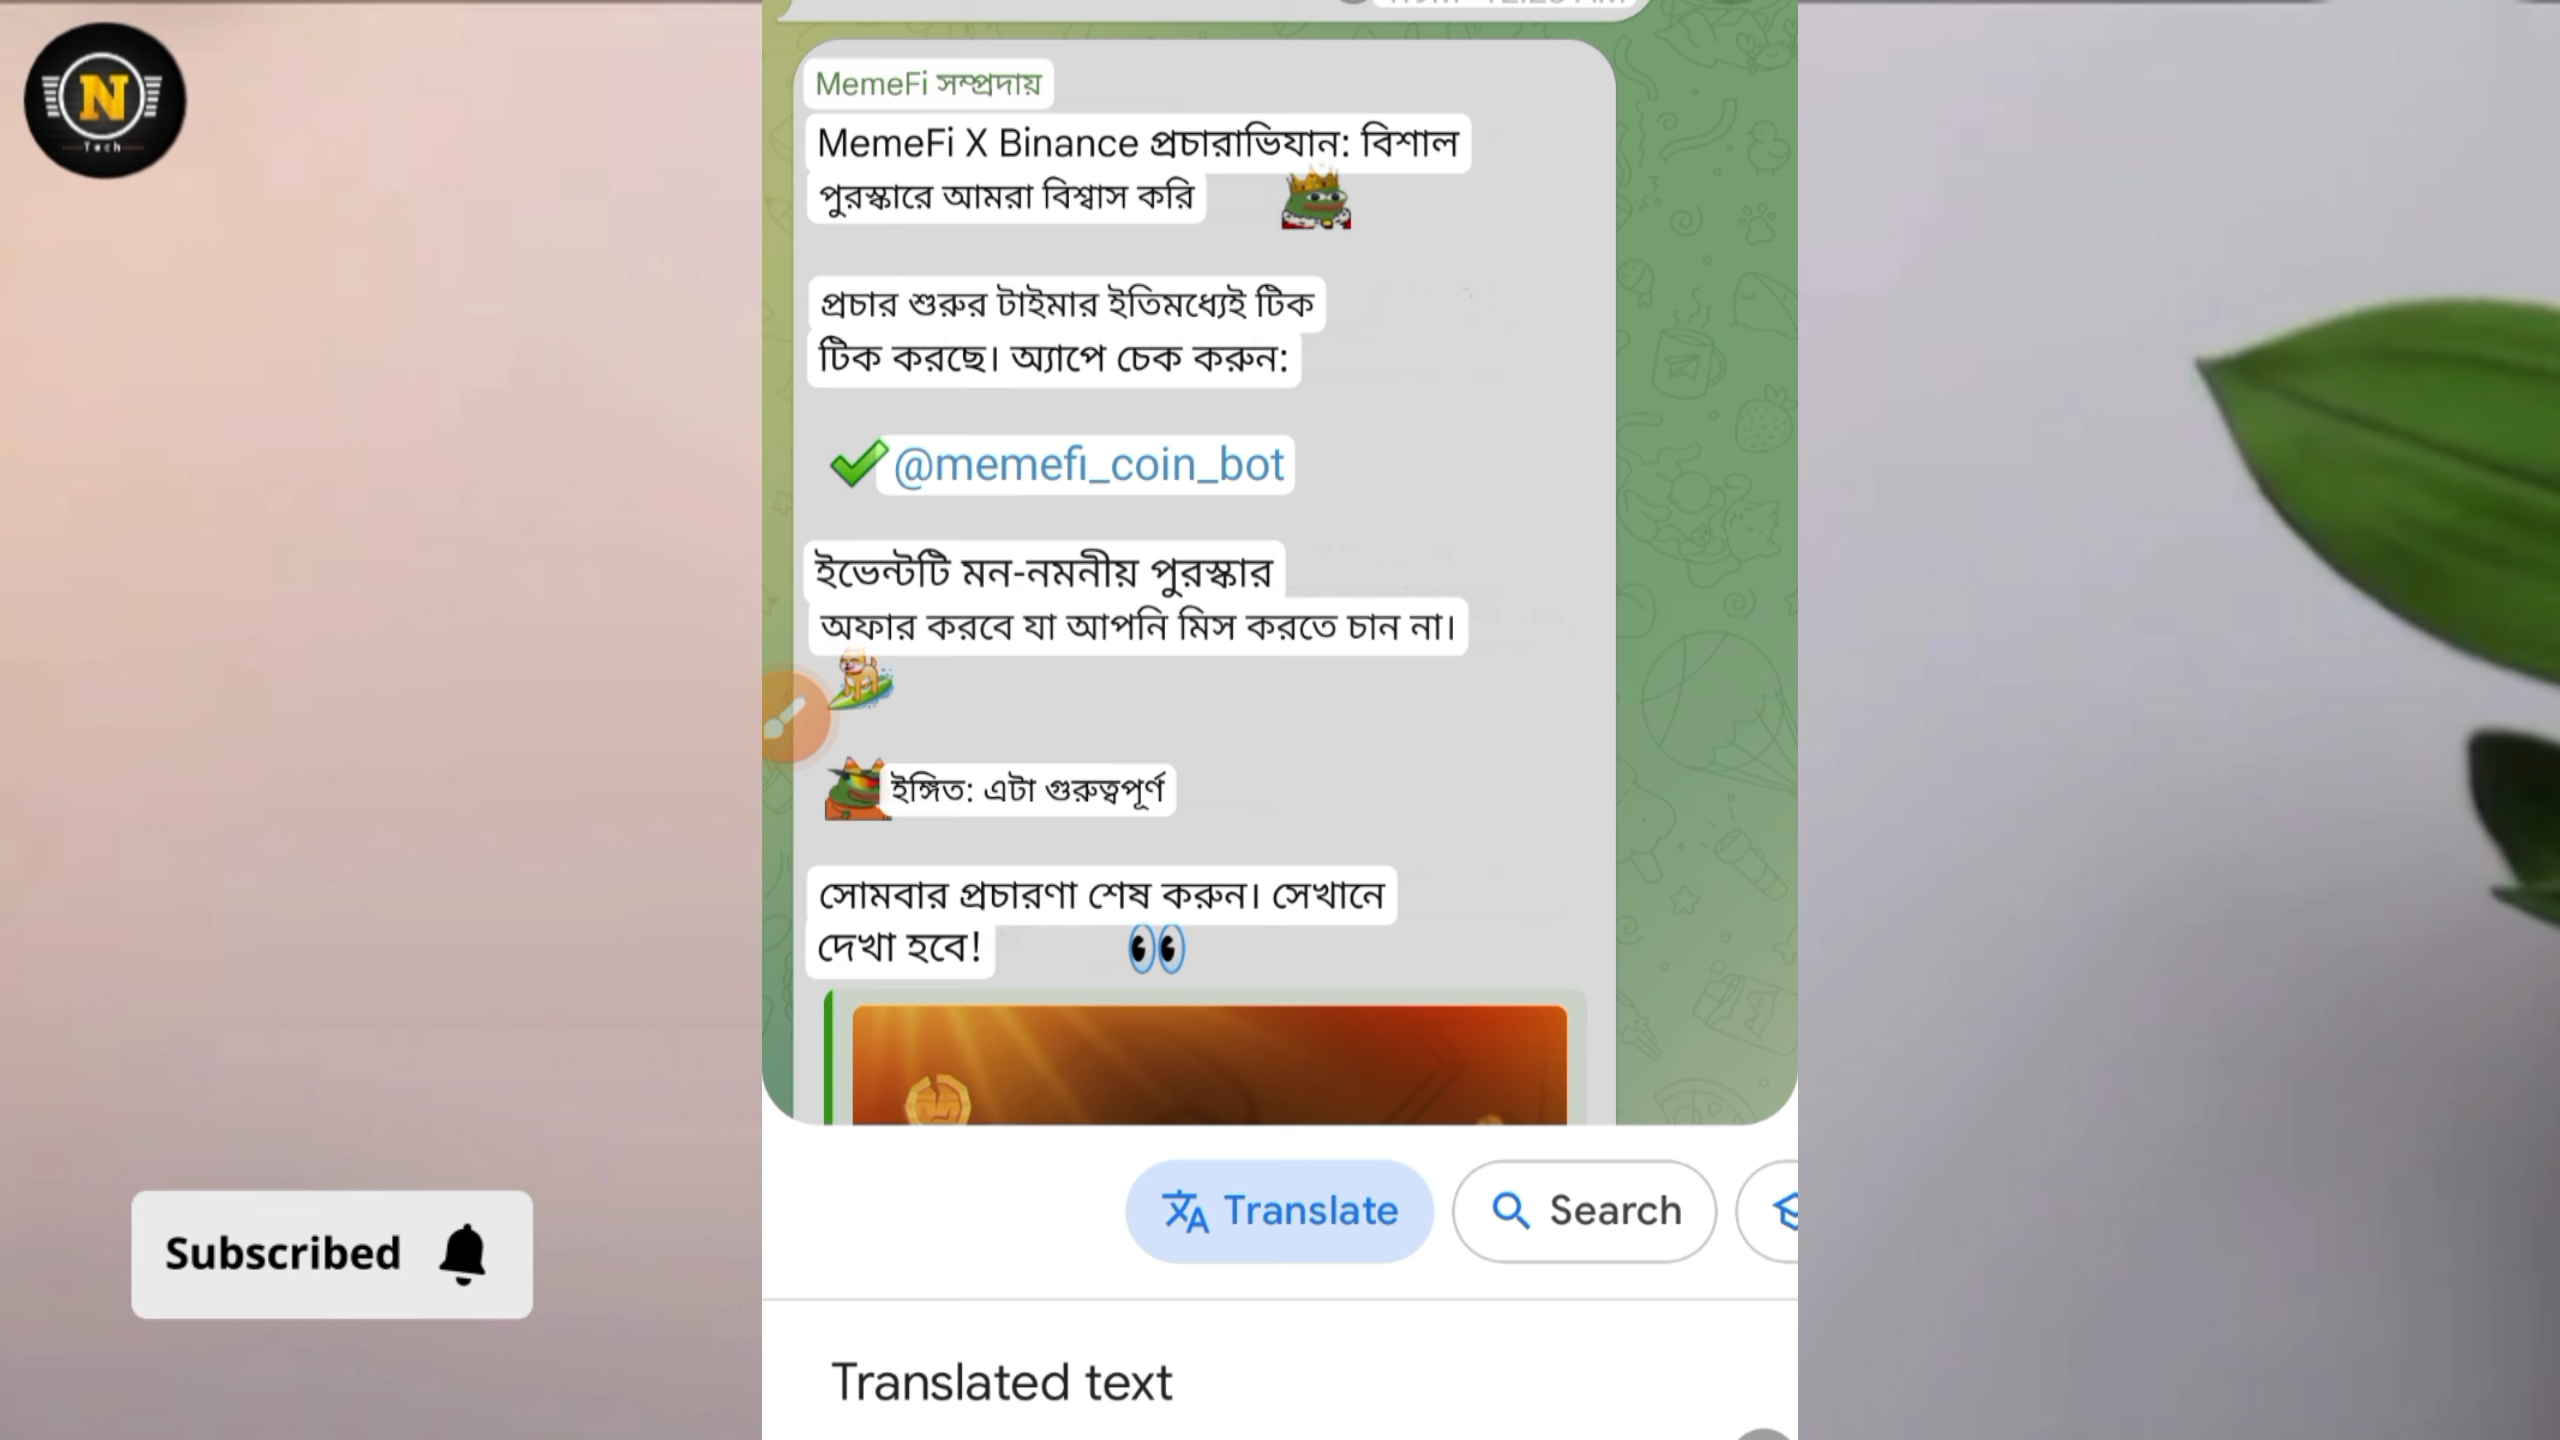 N
Tech
MemeFi সম্প্রদায়
MemeFi X Binance প্রচারাভিযান: বিশাল
পুরস্কারে আমরা বিশ্বাস করি
প্রচার শুরুর টাইমার ইতিমধ্যেই টিক
টিক করছে। অ্যাপে চেক করুন:
@memefi_coin_bot
ইভেন্টটি মন-নমনীয় পুরস্কার
অফার করবে যা আপনি মিস করতে চান না।
ইঙ্গিত: এটা গুরুত্বপূর্ণ
সোমবার প্রচারণা শেষ করুন। সেখানে
দেখা হবে!
Translate
Search
Subscribed
Translated text